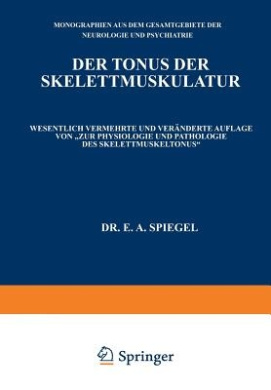 MONOGRAPHIEN AUS DEM GESAMTGEBIETE DER
NEUROLOGIE UND PSYCHIATRIE
DER TONUS DER
SKELETTMUSKULATUR
WESENTLICH VERMEHRTE UND VERÄNDERTE AUFLAGE
VON „ZUR PHYSIOLOGIE UND PATHOLOGIE
DES SKELETTMUSKELTONUS“
DR. E. A. SPIEGEL
Springer